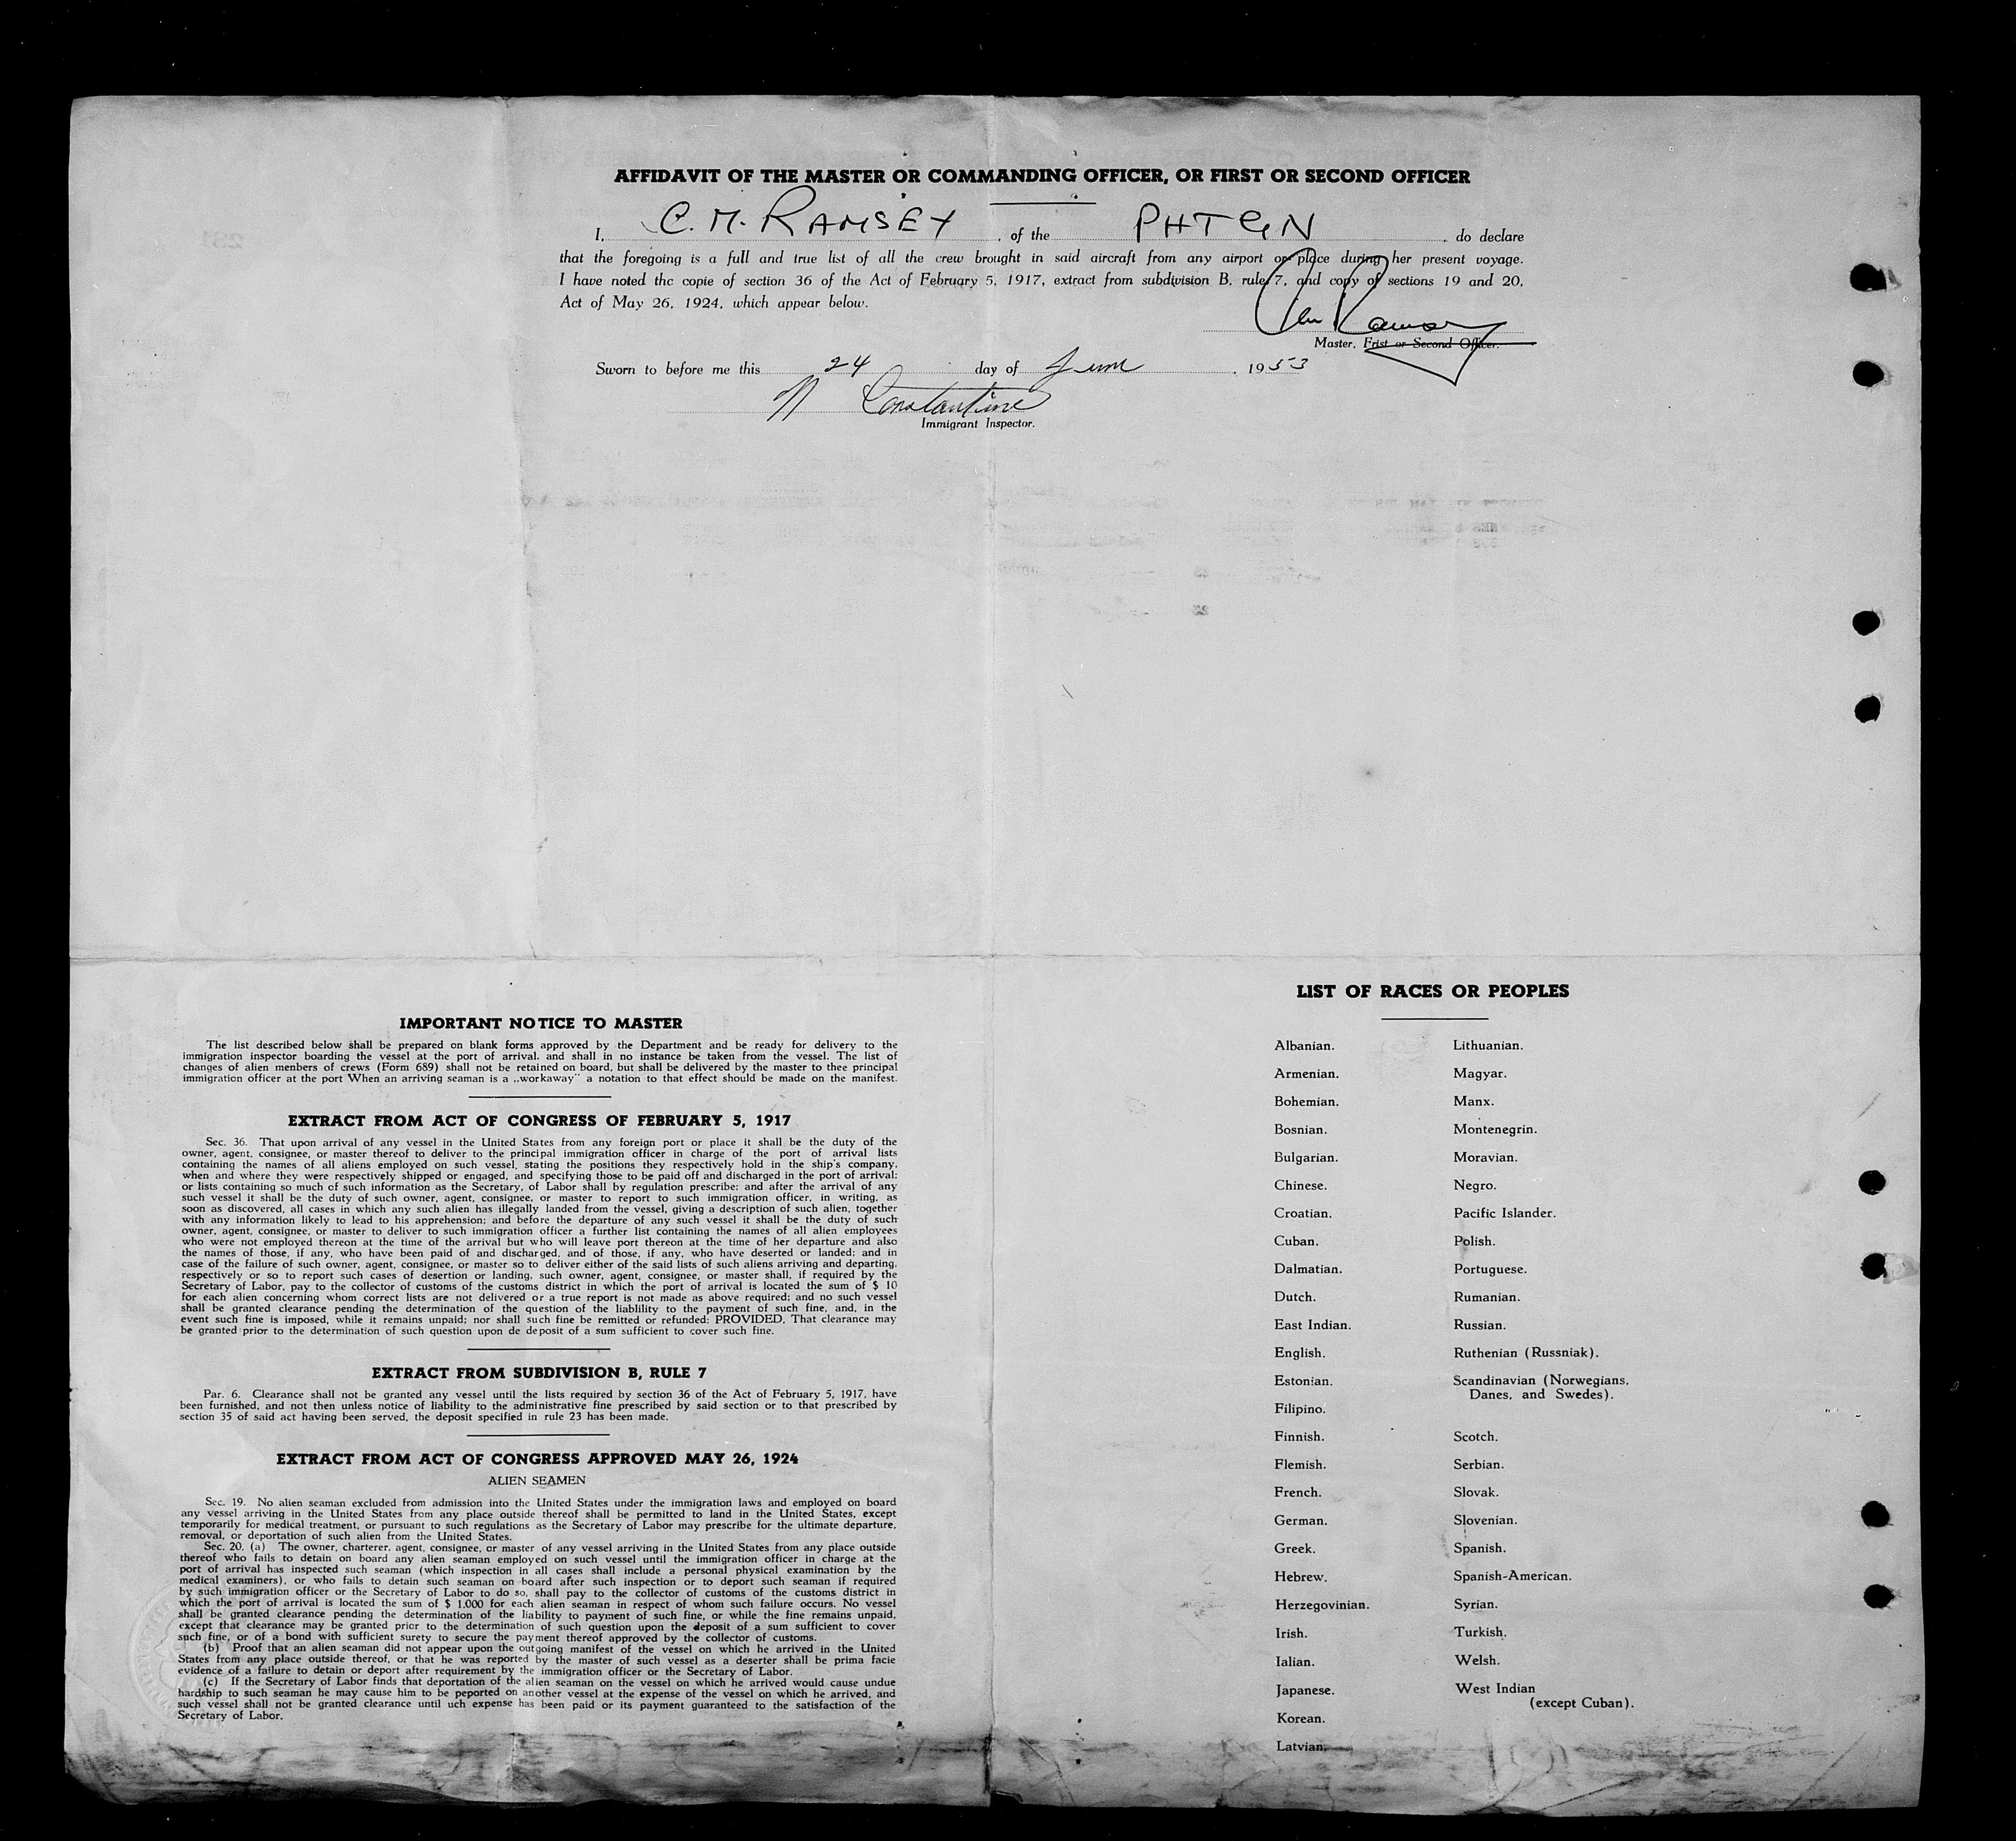 AFFIDAVIT OF THE MASTER OR COMMANDING OFFICER, OR FIRST OR SECOND OFFICER
I, C. M. RAMSEY, of the PHTGN, do declare
that the foregoing is a full and true list of all the crew brought in said aircraft from any airport or place during her present voyage.
I have noted thc copie of section 36 of the Act of February 5, 1917, extract from subdivision B, rule 7, and copy of sections 19 and 20,
Act of May 26, 1924, which appear below.
Cm Ramsey
Master, Frist or Second Officer.
Sworn to before me this 24 day of June, 1953
N Constantine
Immigrant Inspector.
IMPORTANT NOTICE TO MASTER
The list described below shall be prepared on blank forms approved by the Department and be ready for delivery to the
immigration inspector boarding the vessel at the port of arrival. and shall in no instance be taken from the vessel. The list of
changes of alien menbers of crews (Form 689) shall not be retained on board, but shall be delivered by the master to thee principal
immigration officer at the port When an arriving seaman is a ,,workaway" a notation to that effect should be made on the manifest.
EXTRACT FROM ACT OF CONGRESS OF FEBRUARY 5, 1917
Sec. 36. That upon arrival of any vessel in the United States from any foreign port or place it shall be the duty of the
owner, agent, consignee, or master thereof to deliver to the principal immigration officer in charge of the port of arrival lists
containing the names of all aliens employed on such vessel, stating the positions they respectively hold in the ship's company,
when and where they were respectively shipped or engaged, and specifying those to be paid off and discharged in the port of arrival;
or lists containing so much of such information as the Secretary, of Labor shall by regulation prescribe; and after the arrival of any
such vessel it shall be the duty of such owner, agent, consignee, or master to report to such immigration officer, in writing, as
soon as discovered, all cases in which any such alien has illegally landed from the vessel, giving a description of such alien, together
with any information likely to lead to his apprehension; and before the departure of any such vessel it shall be the duty of such
owner, agent, consignee, or master to deliver to such immigration officer a further list containing the names of all alien employees
who were not employed thereon at the time of the arrival but who will leave port thereon at the time of her departure and also
the names of those, if any, who have been paid of and discharged, and of those, if any, who have deserted or landed; and in
case of the failure of such owner, agent, consignee, or master so to deliver either of the said lists of such aliens arriving and departing,
respectively or so to report such cases of desertion or landing, such owner, agent, consignee, or master shall, if required by the
Secretary of Labor, pay to the collector of customs of the customs district in which the port of arrival is located the sum of $ 10
for each alien concerning whom correct lists are not delivered or a true report is not made as above required; and no such vessel
shall be granted clearance pending the determination of the question of the liablility to the payment of such fine, and, in the
event such fine is imposed, while it remains unpaid; nor shall such fine be remitted or refunded: PROVIDED, That clearance may
be granted prior to the determination of such question upon de deposit of a sum sufficient to cover such fine.
EXTRACT FROM SUBDIVISION B, RULE 7
Par. 6. Clearance shall not be granted any vessel until the lists required by section 36 of the Act of February 5, 1917, have
been furnished, and not then unless notice of liability to the administrative fine prescribed by said section or to that prescribed by
section 35 of said act having been served, the deposit specified in rule 23 has been made.
EXTRACT FROM ACT OF CONGRESS APPROVED MAY 26, 1924
ALIEN SEAMEN
Sec. 19. No alien seaman excluded from admission into the United States under the immigration laws and employed on board
any vessel arriving in the United States from any place outside thereof shall be permitted to land in the United States, except
temporarily for medical treatment, or pursuant to such regulations as the Secretary of Labor may prescribe for the ultimate departure,
removal, or deportation of such alien from the United States.
Sec. 20. (a) The owner, charterer, agent, consignee, or master of any vessel arriving in the United States from any place outside
thereof who fails to detain on board any alien seaman employed on such vessel until the immigration officer in charge at the
port of arrival has inspected such seaman (which inspection in all cases shall include a personal physical examination by the
medical examiners), or who fails to detain such seaman on board after such inspection or to deport such seaman if required
by such immigration officer or the Secretary of Labor to do so, shall pay to the collector of customs of the customs district in
which the port of arrival is located the sum of $ 1.000 for each alien seaman in respect of whom such failure occurs. No vessel
shall be granted clearance pending the determination of the liability to payment of such fine, or while the fine remains unpaid,
except that clearance may be granted prior to the determination of such question upon the deposit of a sum sufficient to cover
such fine, or of a bond with sufficient surety to secure the payment thereof approved by the collector of customs.
(b) Proof that an alien seaman did not appear upon the outgoing manifest of the vessel on which he arrived in the United
States from any place outside thereof, or that he was reported by the master of such vessel as a deserter shall be prima facie
evidence of a failure to detain or deport after requirement by the immigration officer or the Secretary of Labor.
(c) If the Secretary of Labor finds that deportation of the alien seaman on the vessel on which he arrived would cause undue
hardship to such seaman he may cause him to be peported on another vessel at the expense of the vessel on which he arrived, and
such vessel shall not be granted clearance until uch expense has been paid or its payment guaranteed to the satisfaction of the
Secretary of Labor.
LIST OF RACES OR PEOPLES
Albanian.
Armenian.
Bohemian.
Bosnian.
Bulgarian.
Chinese.
Croatian.
Cuban.
Dalmatian.
Dutch.
East Indian.
English.
Estonian.
Filipino.
Finnish.
Flemish.
French.
German.
Greek.
Hebrew.
Herzegovinian.
Irish.
Ialian.
Japanese.
Korean.
Latvian.
Lithuanian.
Magyar.
Manx.
Montenegrin.
Moravian.
Negro.
Pacific Islander.
Polish.
Portuguese.
Rumanian.
Russian.
Ruthenian (Russniak).
Scandinavian (Norwegians,
Danes, and Swedes).
Scotch.
Serbian.
Slovak.
Slovenian.
Spanish.
Spanish-American.
Syrian.
Turkish.
Welsh.
West Indian
(except Cuban).